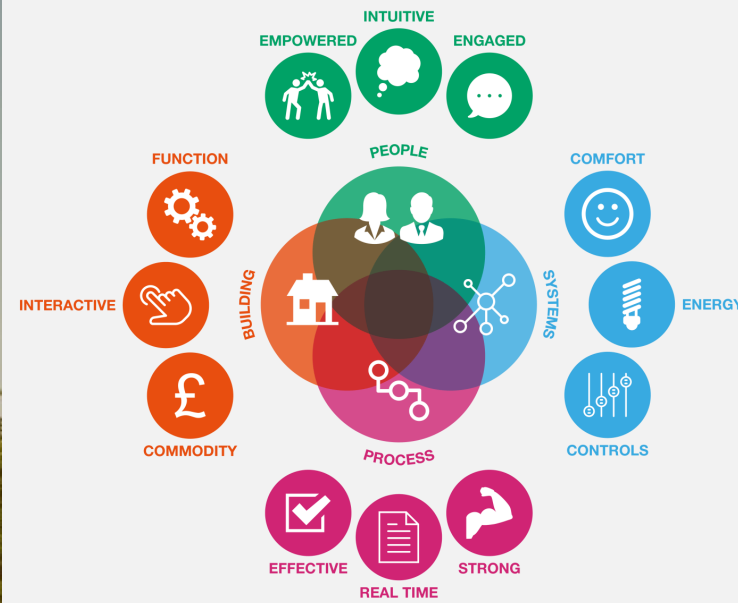 INTUITIVE
EMPOWERED
ENGAGED
PEOPLE
FUNCTION
COMFORT
INTERACTIVE
BUILDING
SYSTEMS
ENERGY
£
COMMODITY
CONTROLS
PROCESS
EFFECTIVE
STRONG
REAL TIME